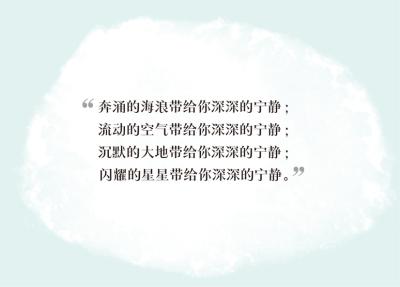 “奔涌的海浪带给你深深的宁静；
流动的空气带给你深深的宁静；
沉默的大地带给你深深的宁静；
闪耀的星星带给你深深的宁静。”